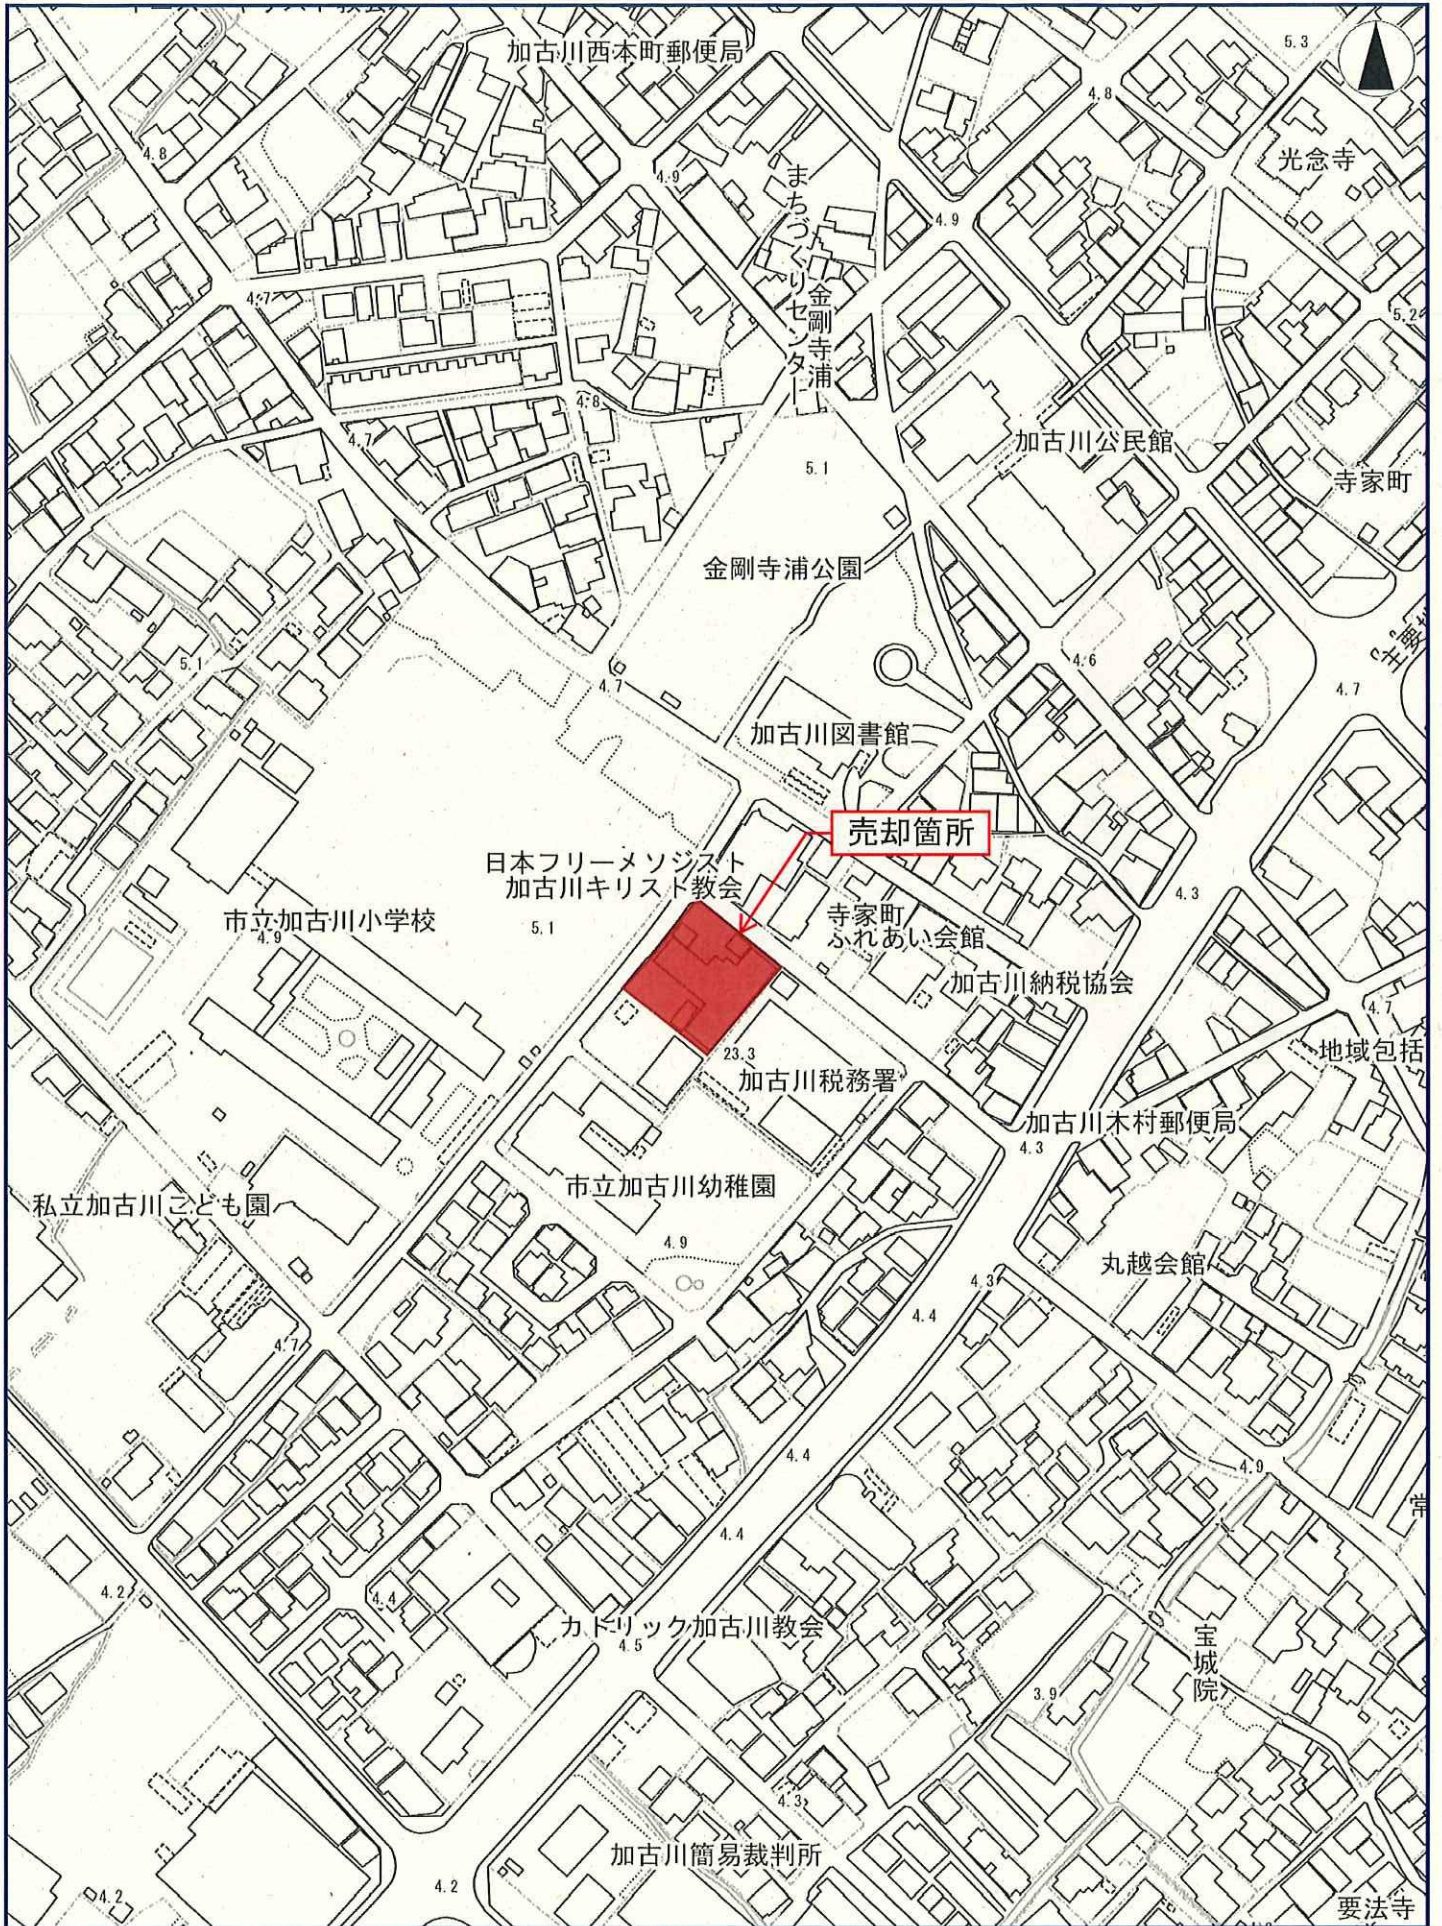 加古川西本町郵便局
5.3
4.8
4.8
光念寺
4.9
まちづくりセンター
金剛寺浦
4.9
4.7
5.2
4.8
4.7
加古川公民館
5.1
寺家町
金剛寺浦公園
5.1
4.6
4.7
4.7
加古川図書館
売却箇所
日本フリーメソジスト
加古川キリスト教会
4.3
市立加古川小学校
4.9
5.1
寺家町
ふれあい会館
加古川納税協会
4.7
23.3
地域包括
加古川税務署
加古川木村郵便局
4.3
市立加古川幼稚園
私立加古川こども園
4.9
丸越会館
4.3
4.4
4.7
4.4
4.9
常
4.4
4.2
4.4
カトリック加古川教会
4.5
宝城院
3.9
4.3
加古川簡易裁判所
4.2
4.2
要法寺